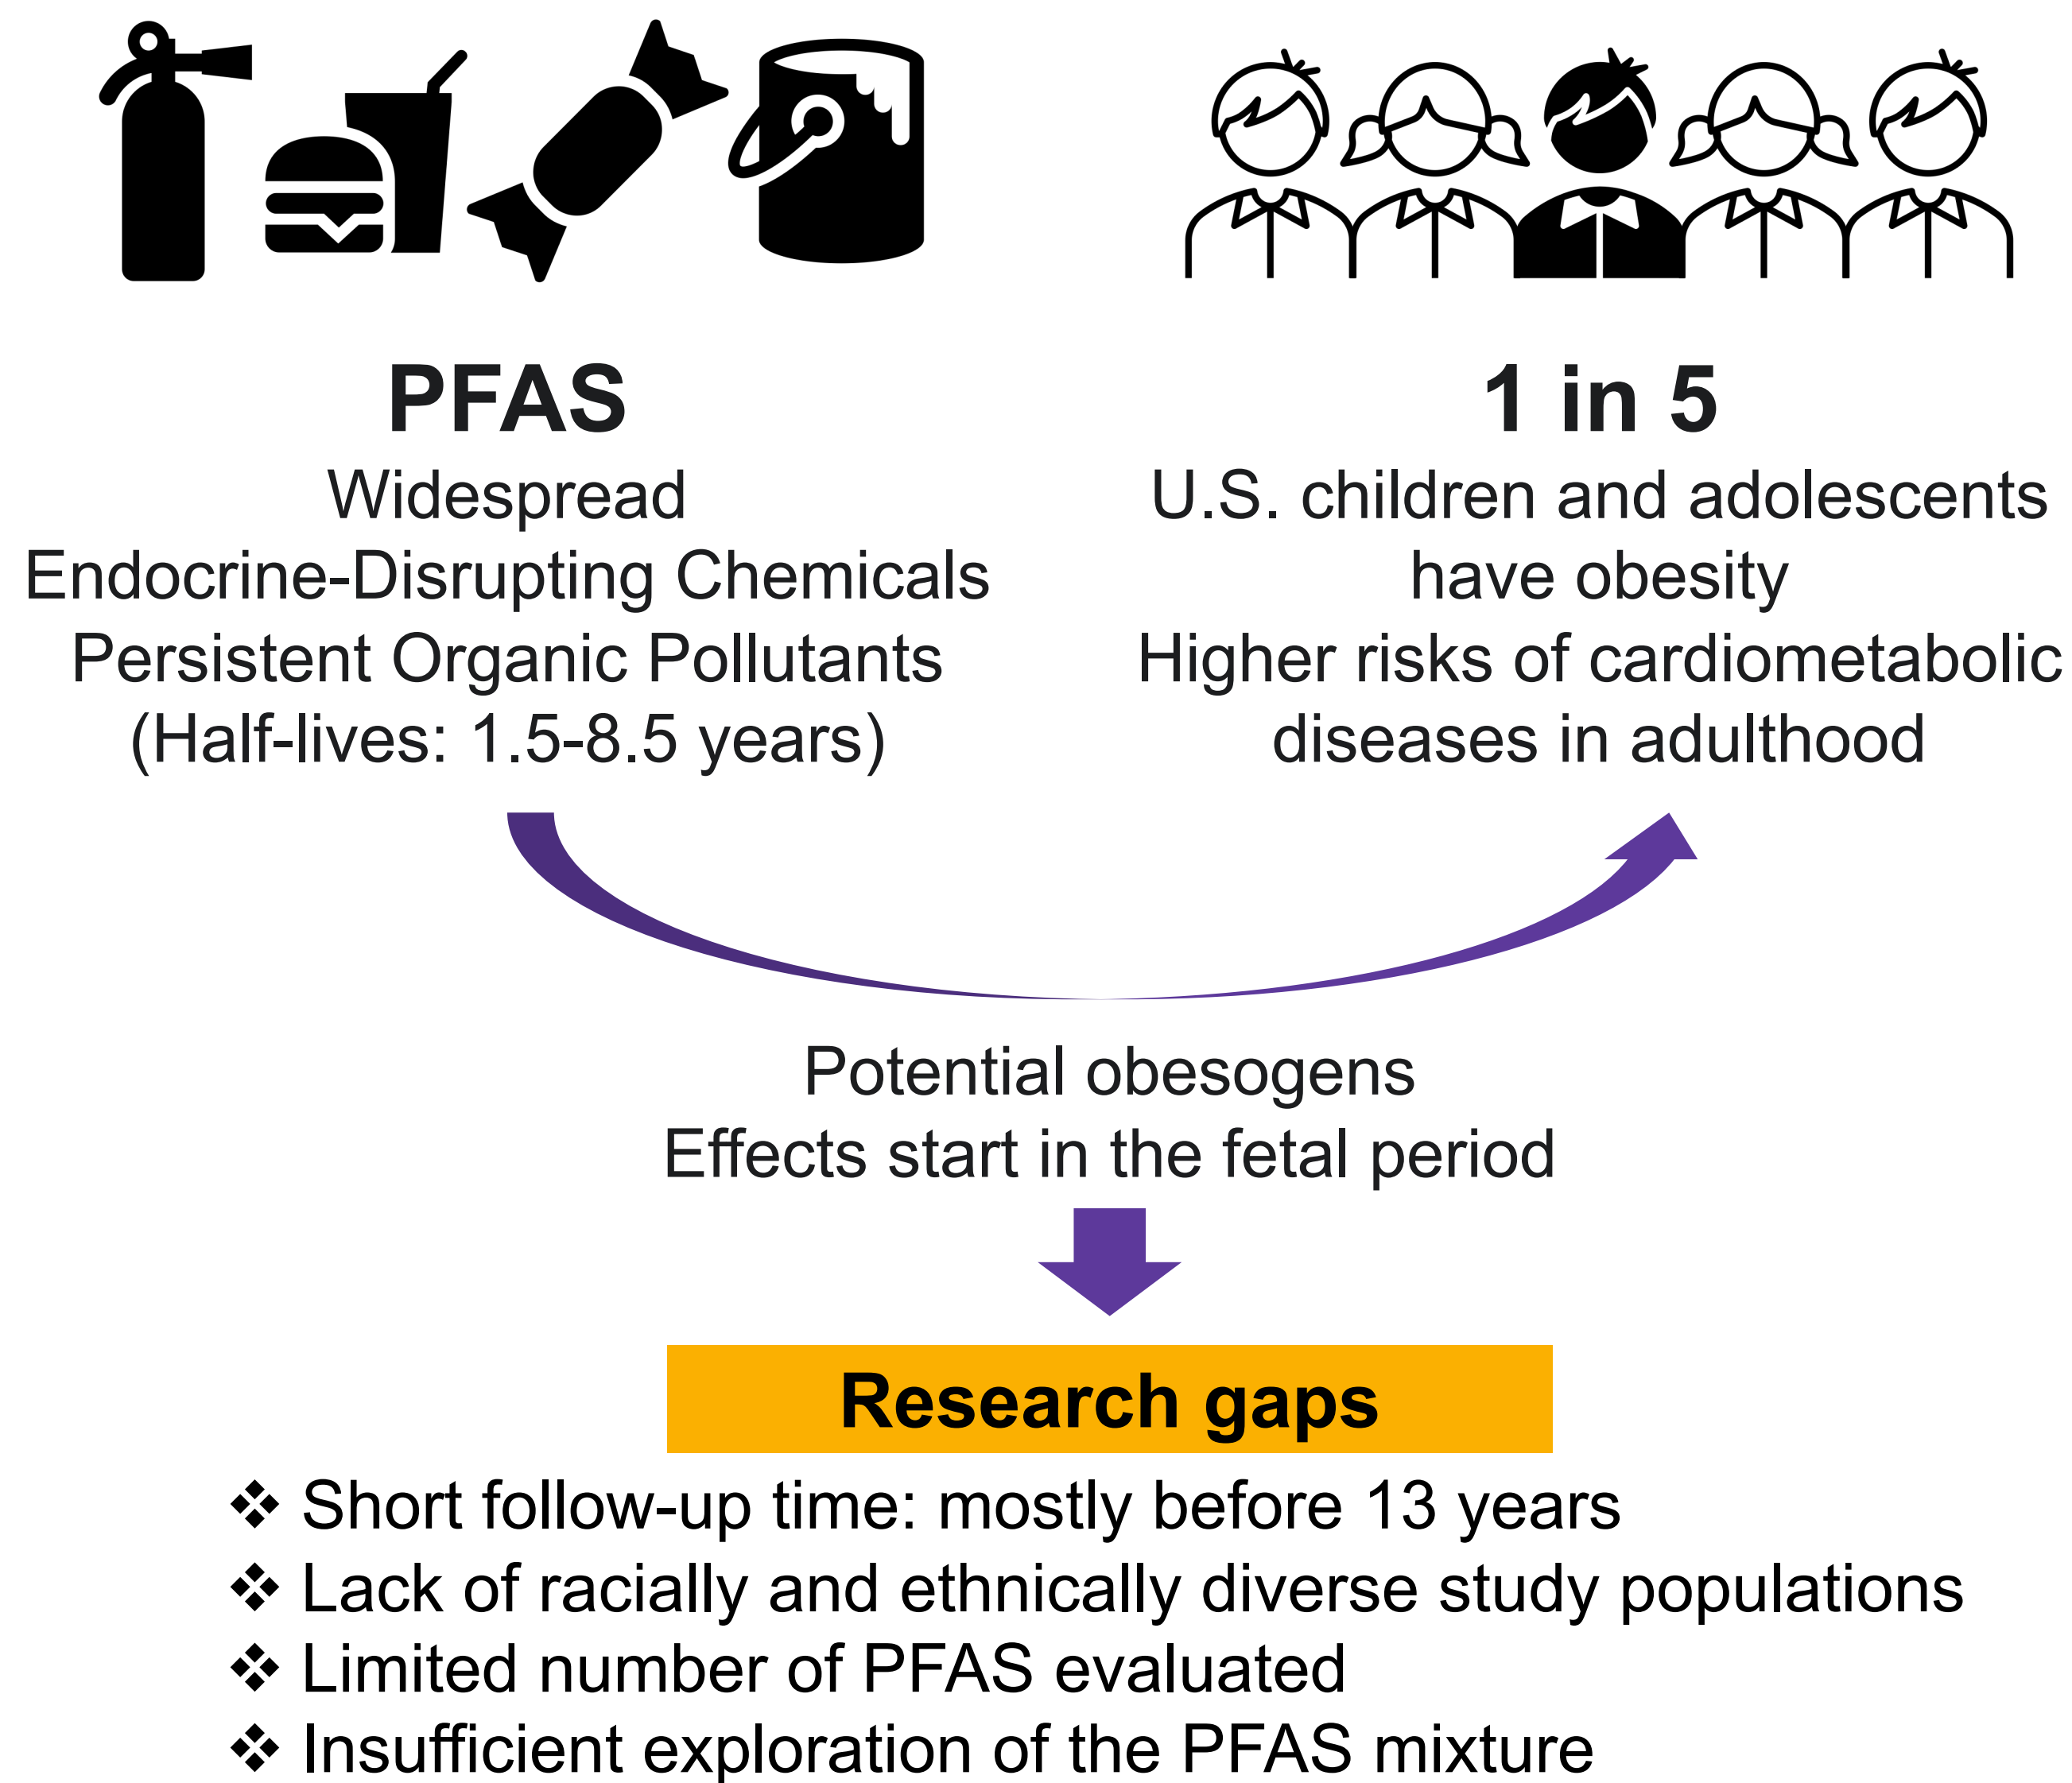 PFAS
Widespread
Endocrine-Disrupting Chemicals
Persistent Organic Pollutants
(Half-lives: 1.5-8.5 years)
1 in 5
U.S. children and adolescents
have obesity
Higher risks of cardiometabolic
diseases in adulthood
Potential obesogens
Effects start in the fetal period
Research gaps
❖ Short follow-up time: mostly before 13 years
❖ Lack of racially and ethnically diverse study populations
❖ Limited number of PFAS evaluated
❖ Insufficient exploration of the PFAS mixture